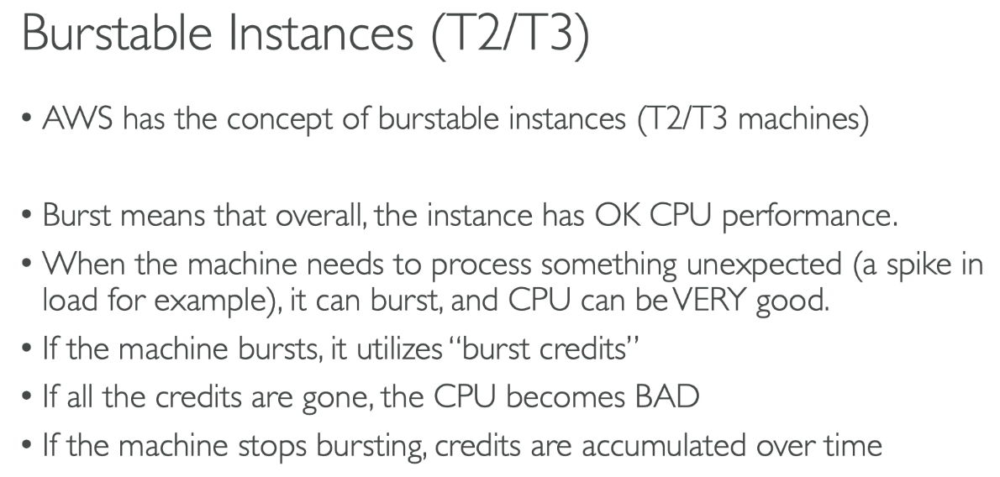 Burstable Instances (T2/T3)
• AWS has the concept of burstable instances (T2/T3 machines)
• Burst means that overall, the instance has OK CPU performance.
• When the machine needs to process something unexpected (a spike in
load for example), it can burst, and CPU can be VERY good.
• If the machine bursts, it utilizes “burst credits”
• If all the credits are gone, the CPU becomes BAD
• If the machine stops bursting, credits are accumulated over time